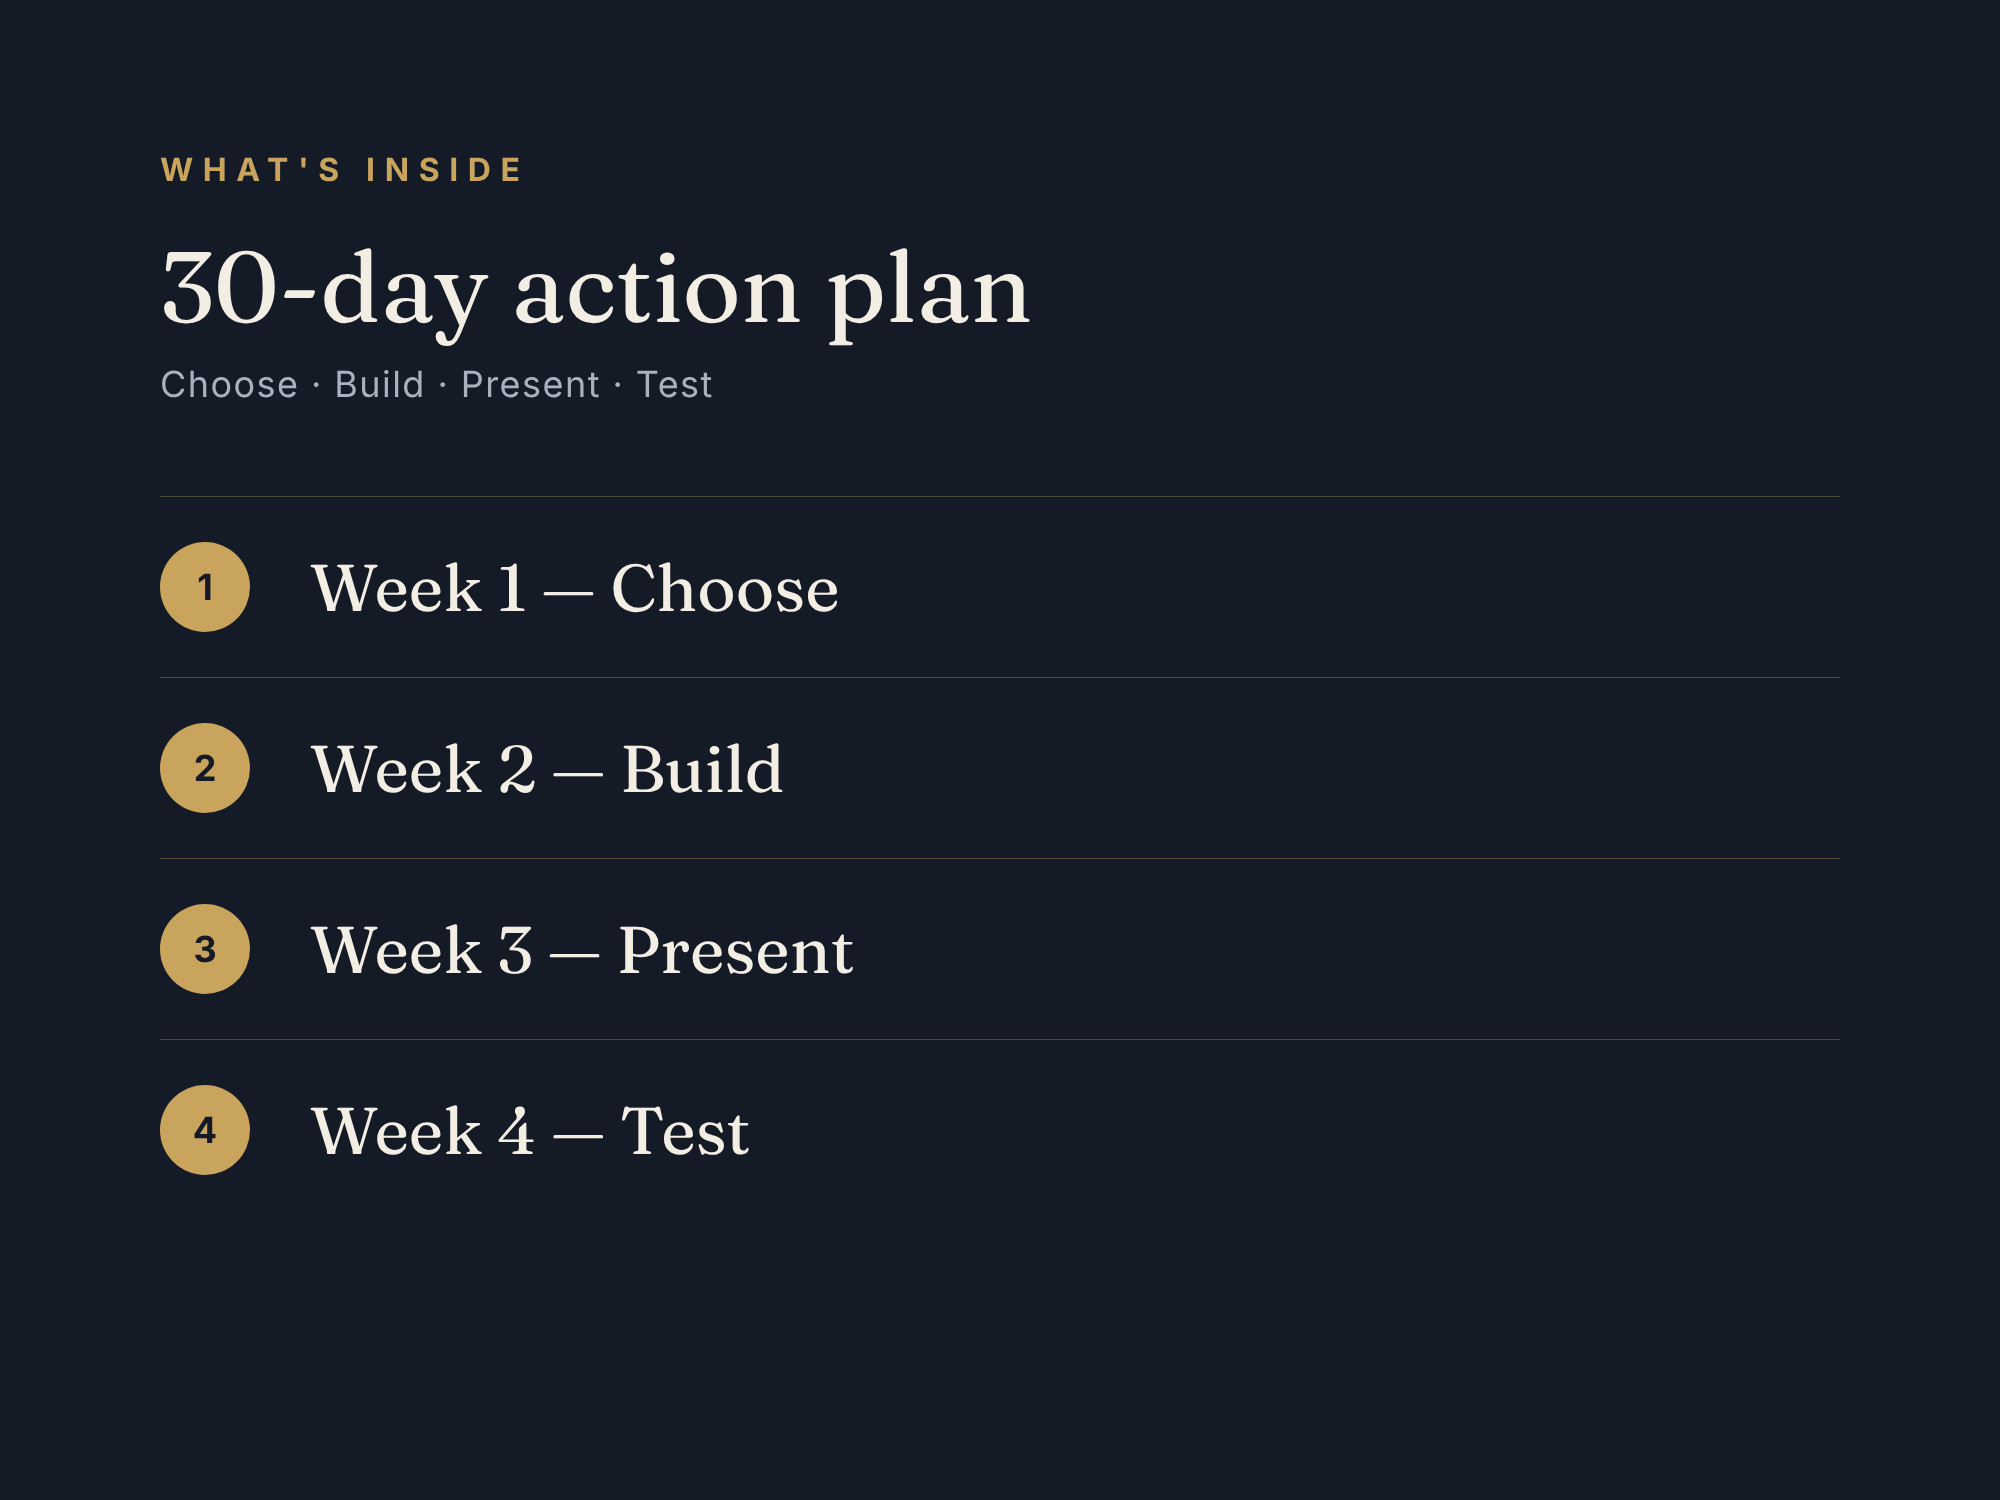 WHAT'S INSIDE
30-day action plan
Choose · Build · Present · Test
1 Week 1 — Choose
2 Week 2 — Build
3 Week 3 — Present
4 Week 4 — Test